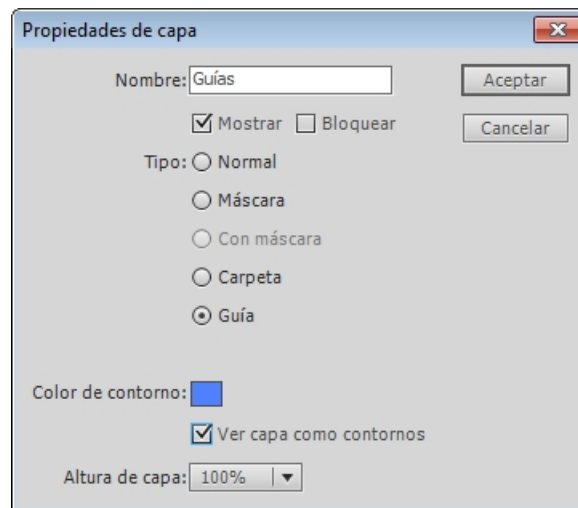 Propiedades de capa
Nombre: Guías Aceptar
Mostrar Bloquear Cancelar
Tipo: Normal
Máscara
Con máscara
Carpeta
Guía
Color de contorno:
Ver capa como contornos
Altura de capa: 100%